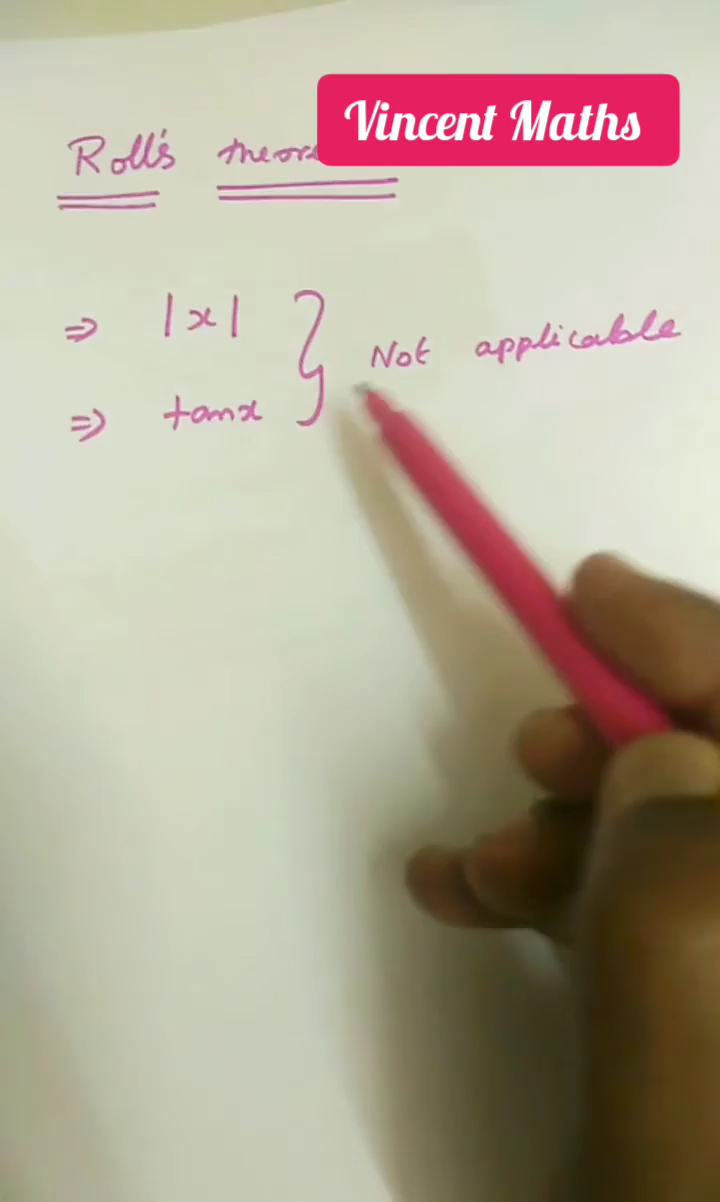 Vincent Maths
Roll's
⇒ |x|
⇒ tanx
} Not applicable